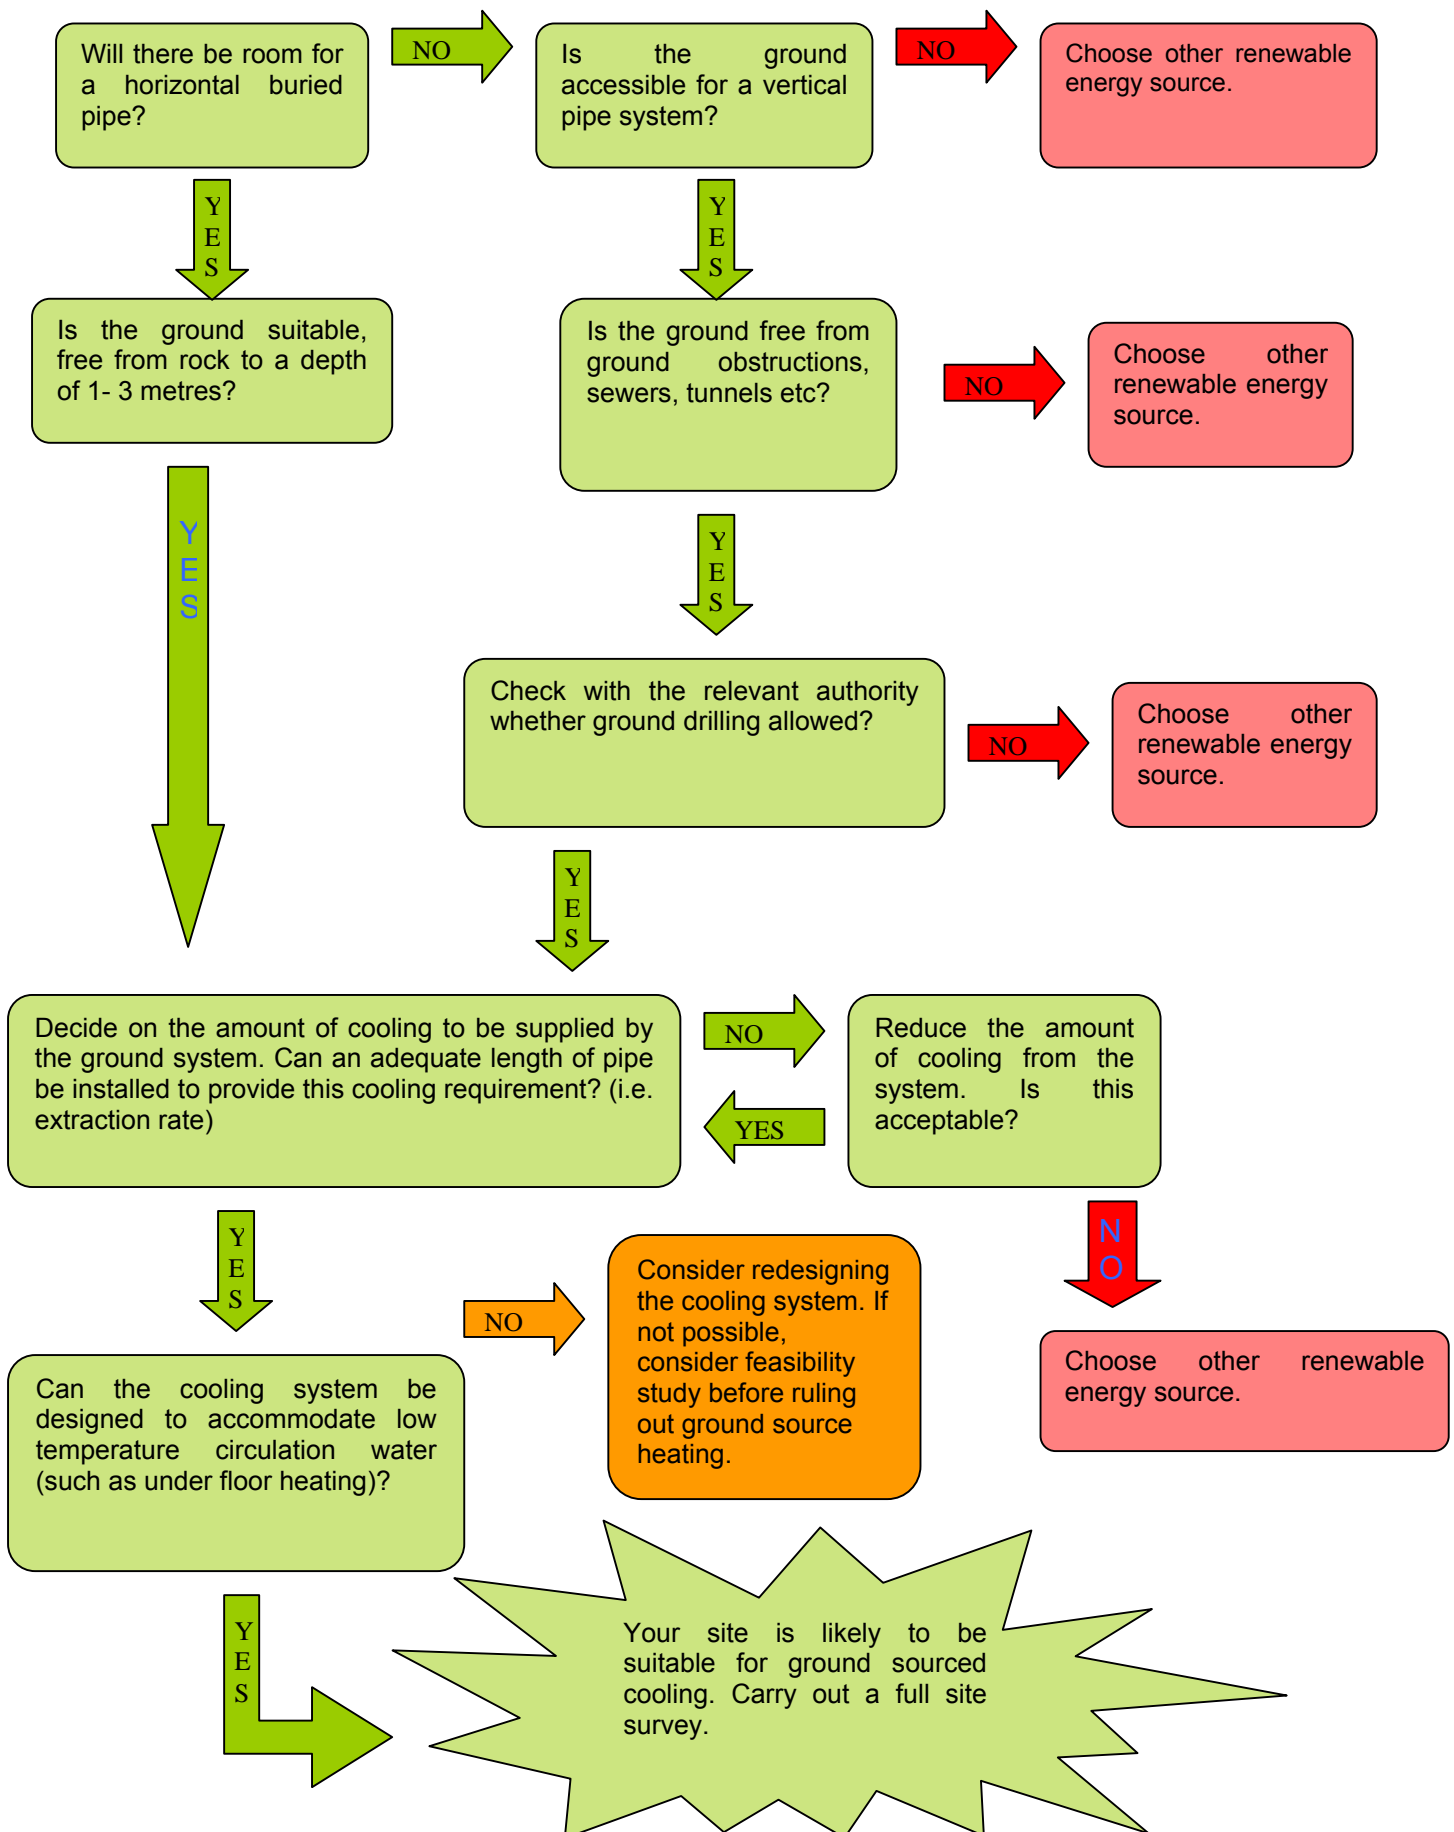 Will there be room for
a horizontal buried
pipe?
NO
Is the ground
accessible for a vertical
pipe system?
NO
Choose other renewable
energy source.
Y
E
S
Y
E
S
Is the ground suitable,
free from rock to a depth
of 1- 3 metres?
Is the ground free from
ground obstructions,
sewers, tunnels etc?
NO
Choose other
renewable energy
source.
Y
E
S
Y
E
S
Check with the relevant authority
whether ground drilling allowed?
NO
Choose other
renewable energy
source.
Y
E
S
Decide on the amount of cooling to be supplied by
the ground system. Can an adequate length of pipe
be installed to provide this cooling requirement? (i.e.
extraction rate)
NO
YES
Reduce the amount
of cooling from the
system. Is this
acceptable?
Y
E
S
N
O
Choose other renewable
energy source.
Can the cooling system be
designed to accommodate low
temperature circulation water
(such as under floor heating)?
NO
Consider redesigning
the cooling system. If
not possible,
consider feasibility
study before ruling
out ground source
heating.
Y
E
S
Your site is likely to be
suitable for ground sourced
cooling. Carry out a full site
survey.